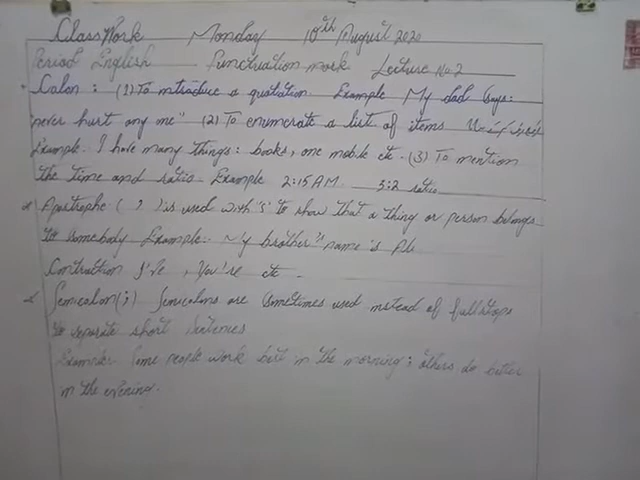 ClassWork Monday 10th August 2020
Period English Punctuation mark Lecture No 2
* Colon : (1) To introduce a quotation. Example My dad says:
"never hurt any one" (2) To enumerate a list of items
Example. I have many things: books, one mobile etc. (3) To mention
the time and ratio. Example 2:15 AM. 3:2 ratio
* Apostrophe ( ' ) is used with 's' to show that a thing or person belongs
to somebody Example. My brother's name is
Contraction I've, You're etc
* Semicolon (;) Semicolons are sometimes used instead of full stops
to separate short sentences
Example: Some people work best in the morning; others do better
in the evening.